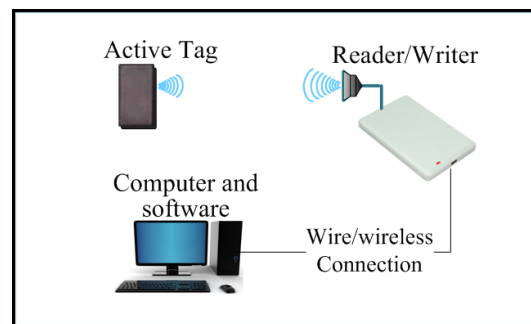 Active Tag
Reader/Writer
Computer and
software
Wire/wireless
Connection